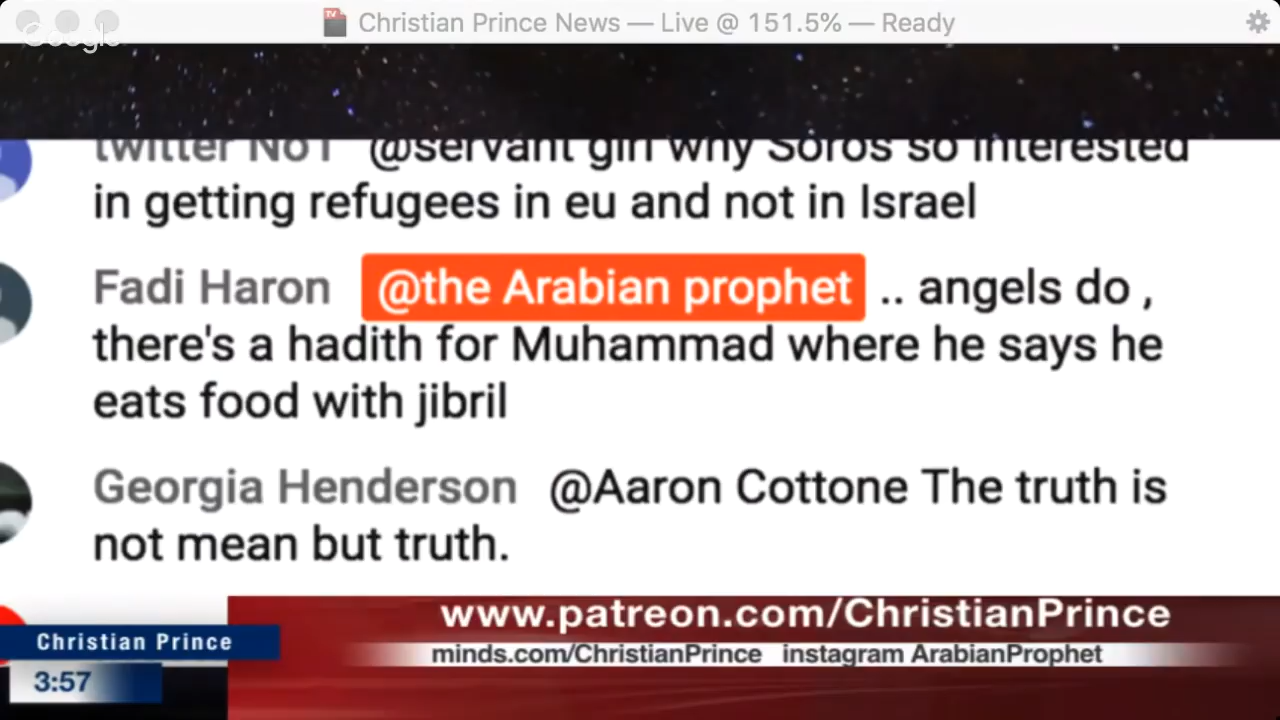 Christian Prince News — Live @ 151.5% — Ready
Google
twitter No1 @servant girl why Soros so interested
in getting refugees in eu and not in Israel
Fadi Haron @the Arabian prophet .. angels do ,
there's a hadith for Muhammad where he says he
eats food with jibril
Georgia Henderson @Aaron Cottone The truth is
not mean but truth.
www.patreon.com/ChristianPrince
Christian Prince
minds.com/ChristianPrince instagram ArabianProphet
3:57